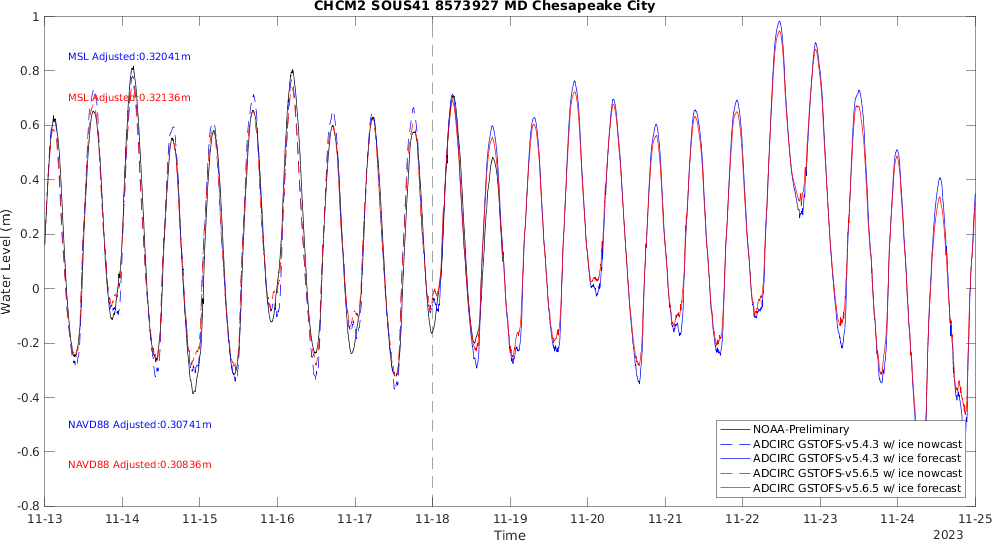 CHCM2 SOUS41 8573927 MD Chesapeake City
Water Level (m)
1
0.8
0.6
0.4
0.2
0
-0.2
-0.4
-0.6
-0.8
MSL Adjusted:0.32041m
MSL Adjusted:0.32136m
NAVD88 Adjusted:0.30741m
NAVD88 Adjusted:0.30836m
NOAA-Preliminary
ADCIRC GSTOFS-v5.4.3 w/ ice nowcast
ADCIRC GSTOFS-v5.4.3 w/ ice forecast
ADCIRC GSTOFS-v5.6.5 w/ ice nowcast
ADCIRC GSTOFS-v5.6.5 w/ ice forecast
11-13 11-14 11-15 11-16 11-17 11-18 11-19 11-20 11-21 11-22 11-23 11-24 11-25
Time
2023